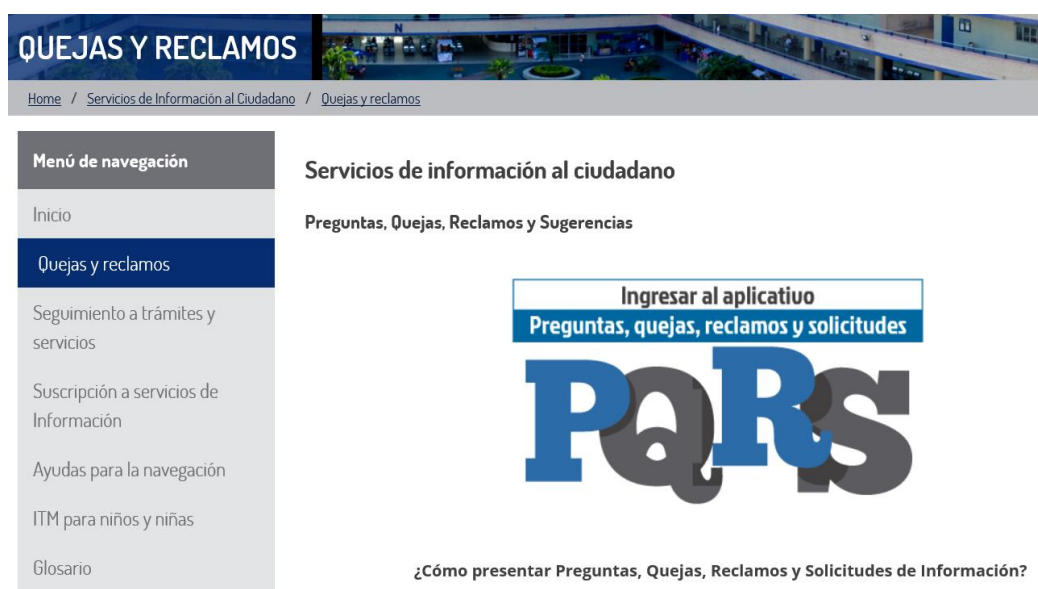 QUEJAS Y RECLAMOS
N
Home / Servicios de Información al Ciudadano / Quejas y reclamos
Menú de navegación
Inicio
Quejas y reclamos
Seguimiento a trámites y
servicios
Suscripción a servicios de
Información
Ayudas para la navegación
ITM para niños y niñas
Glosario
Servicios de información al ciudadano
Preguntas, Quejas, Reclamos y Sugerencias
Ingresar al aplicativo
Preguntas, quejas, reclamos y solicitudes
PQRS
¿Cómo presentar Preguntas, Quejas, Reclamos y Solicitudes de Información?